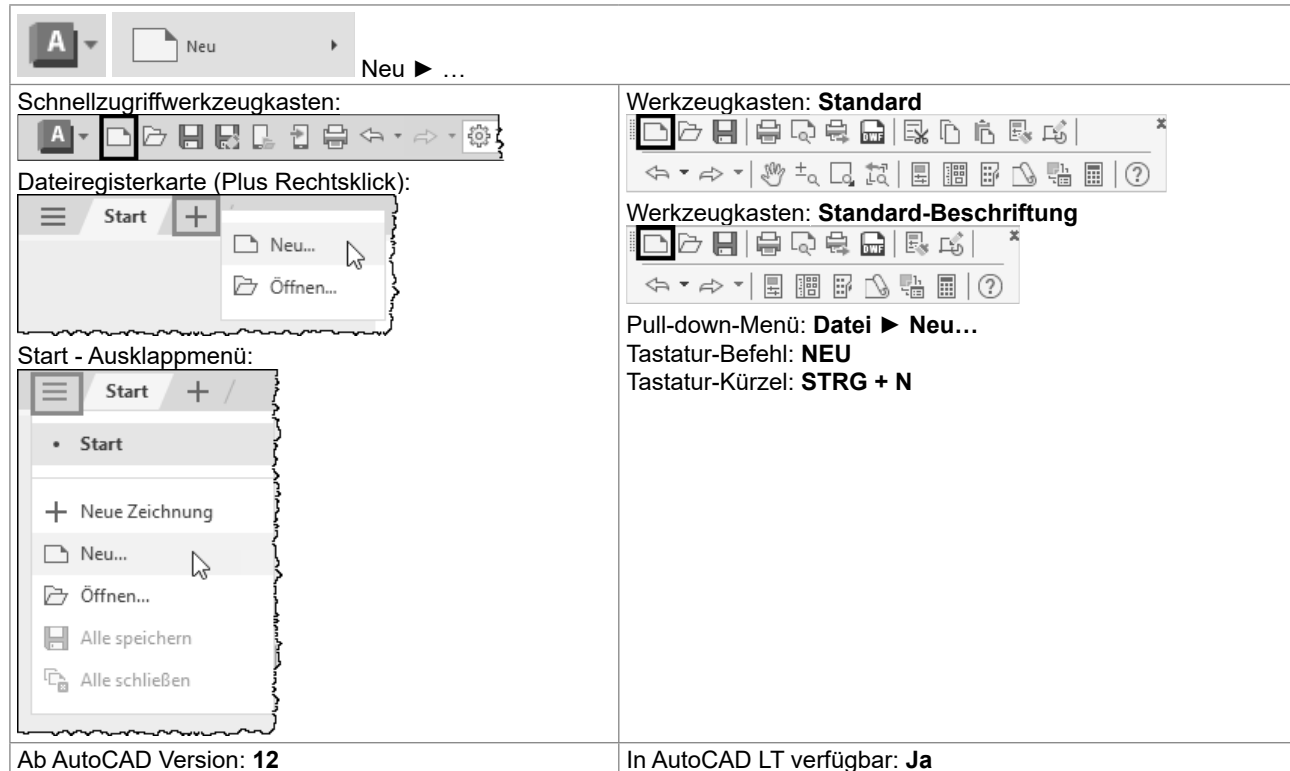 A
Neu
Neu ► …
Schnellzugriffwerkzeugkasten:
A
Dateiregisterkarte (Plus Rechtsklick):
Start
Neu...
Öffnen...
Start - Ausklappmenü:
Start
• Start
Neue Zeichnung
Neu...
Öffnen...
Alle speichern
Alle schließen
Werkzeugkasten: Standard
DWF
Werkzeugkasten: Standard-Beschriftung
DWF
Pull-down-Menü: Datei ► Neu…
Tastatur-Befehl: NEU
Tastatur-Kürzel: STRG + N
Ab AutoCAD Version: 12
In AutoCAD LT verfügbar: Ja